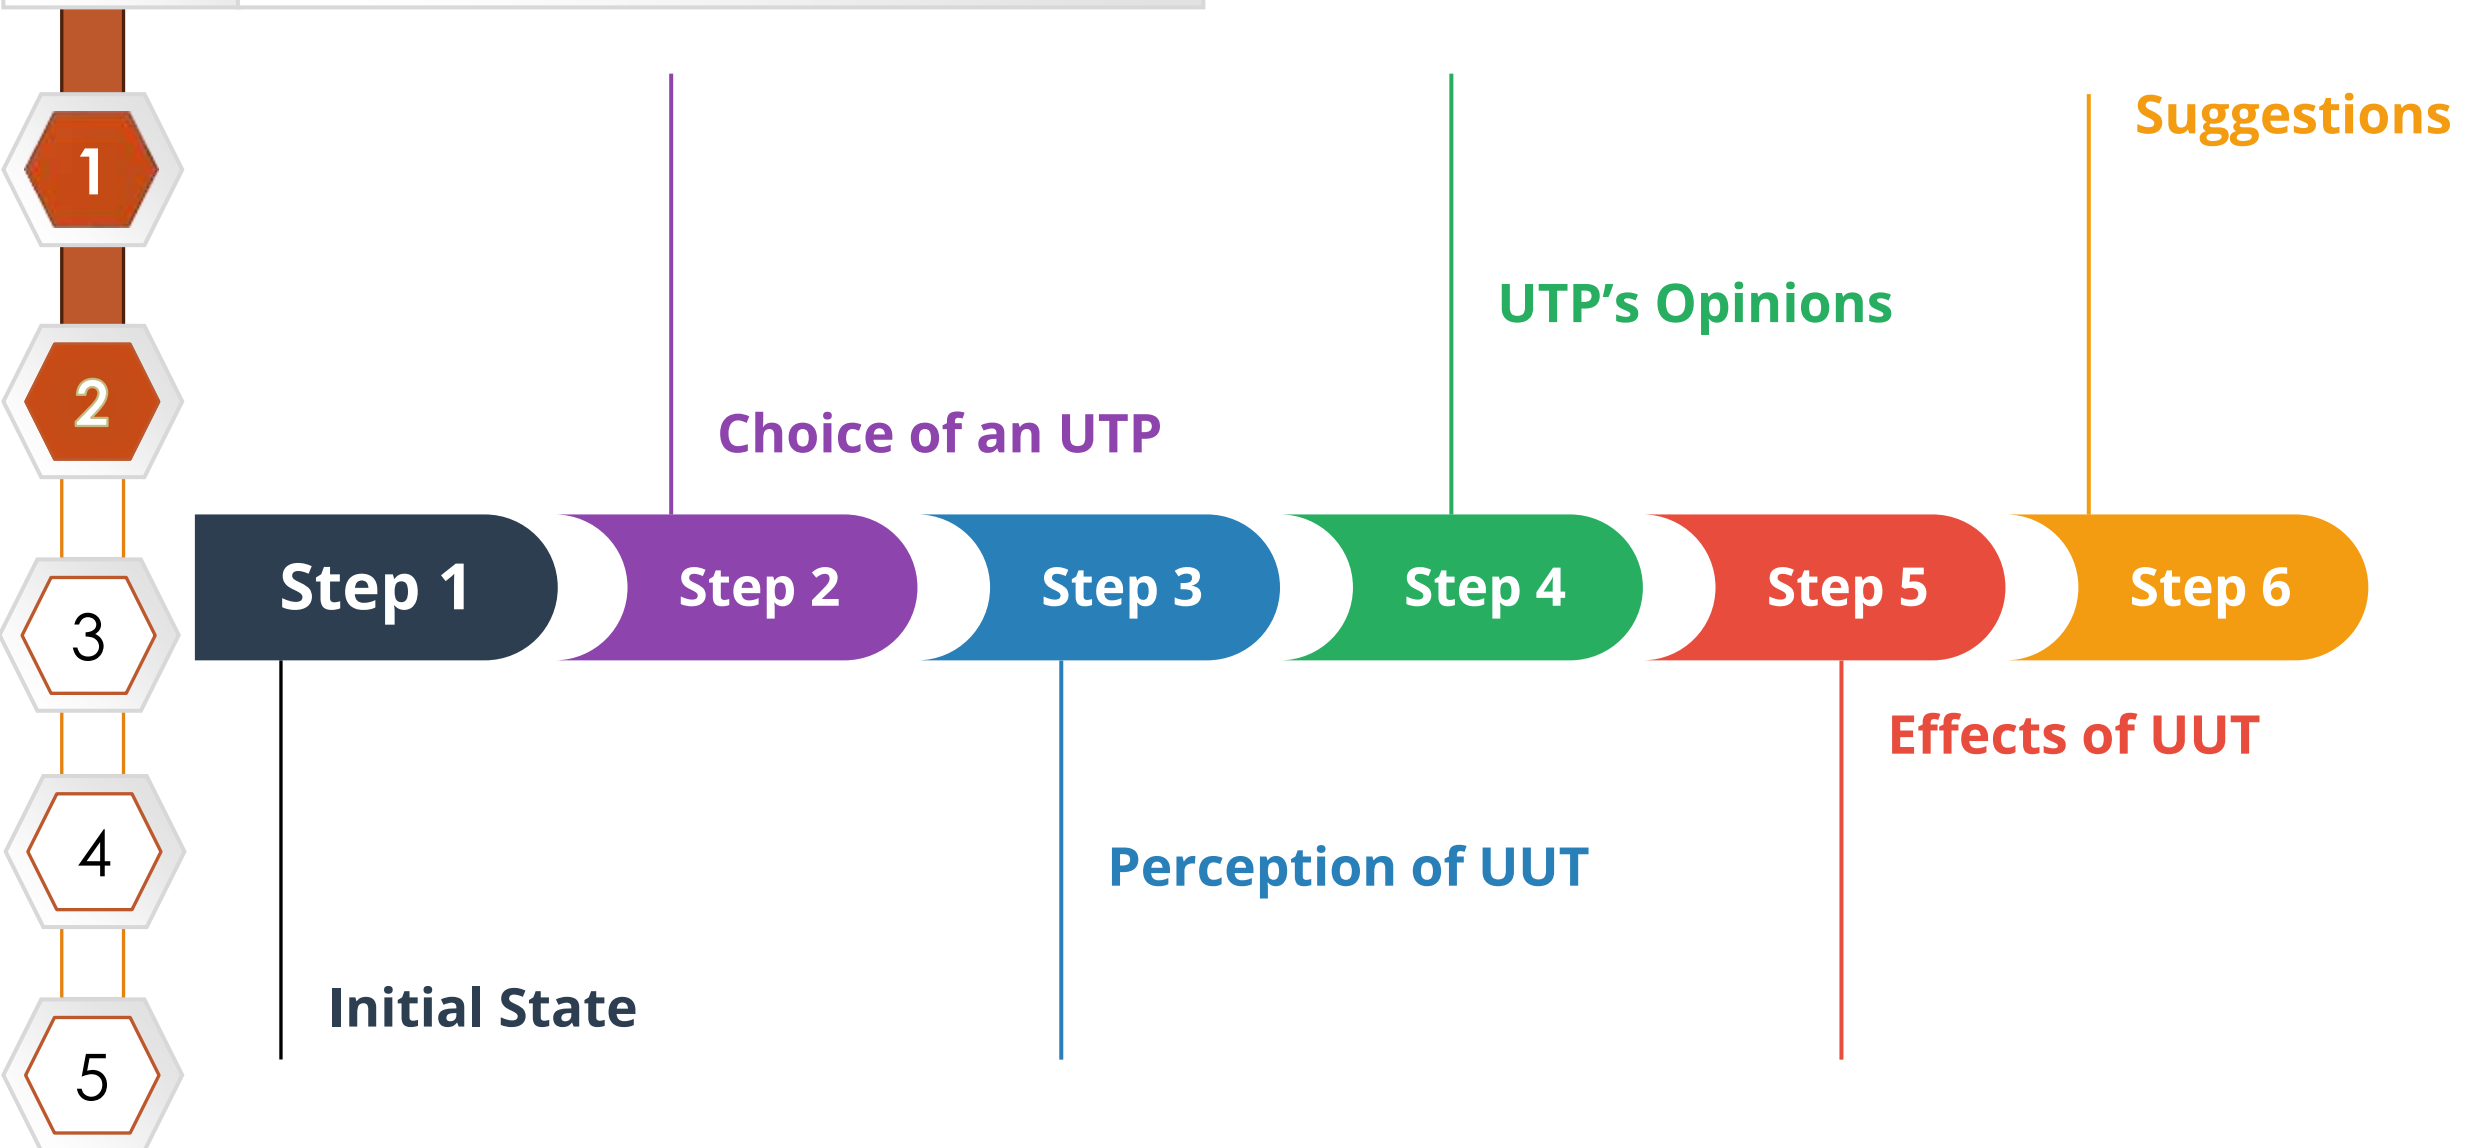 1
2
3
4
5
Suggestions
UTP’s Opinions
Choice of an UTP
Step 1
Step 2
Step 3
Step 4
Step 5
Step 6
Effects of UUT
Perception of UUT
Initial State